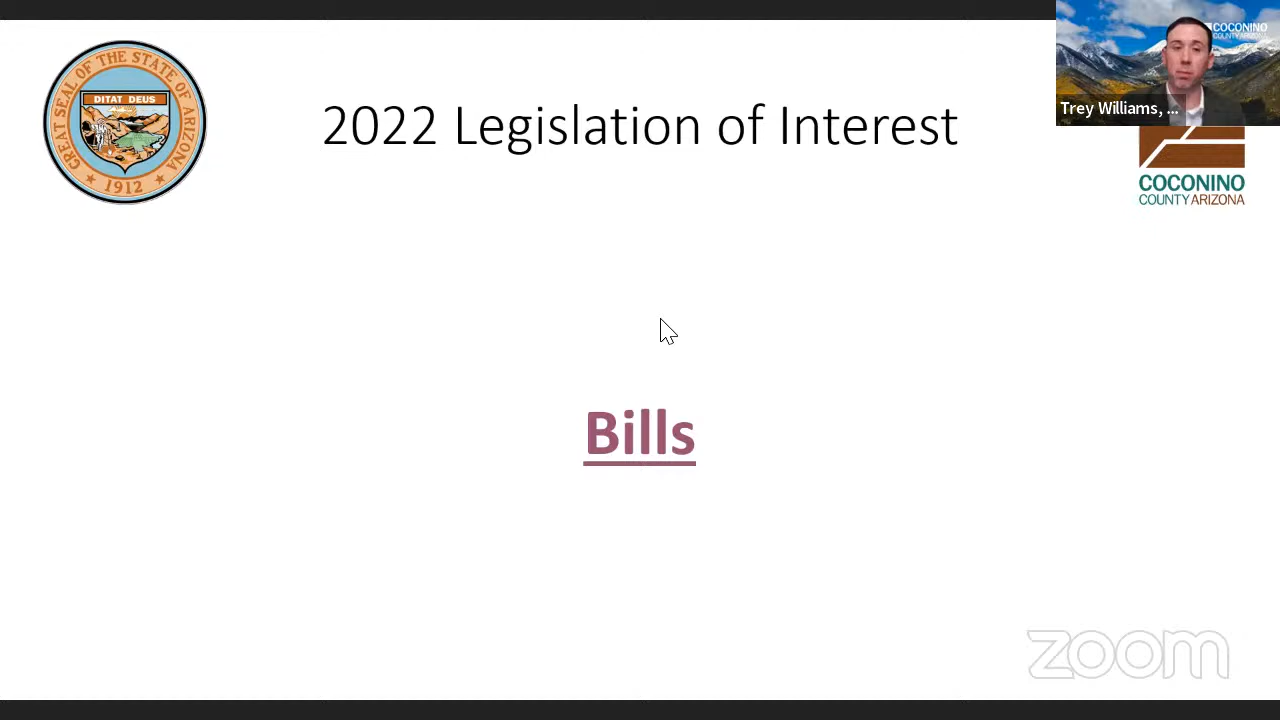 GREAT SEAL OF THE STATE OF ARIZONA
DITAT DEUS
1912
2022 Legislation of Interest
COCONINO
COUNTY ARIZONA
Trey Williams, ...
COCONINO
COUNTY ARIZONA
Bills
zoom